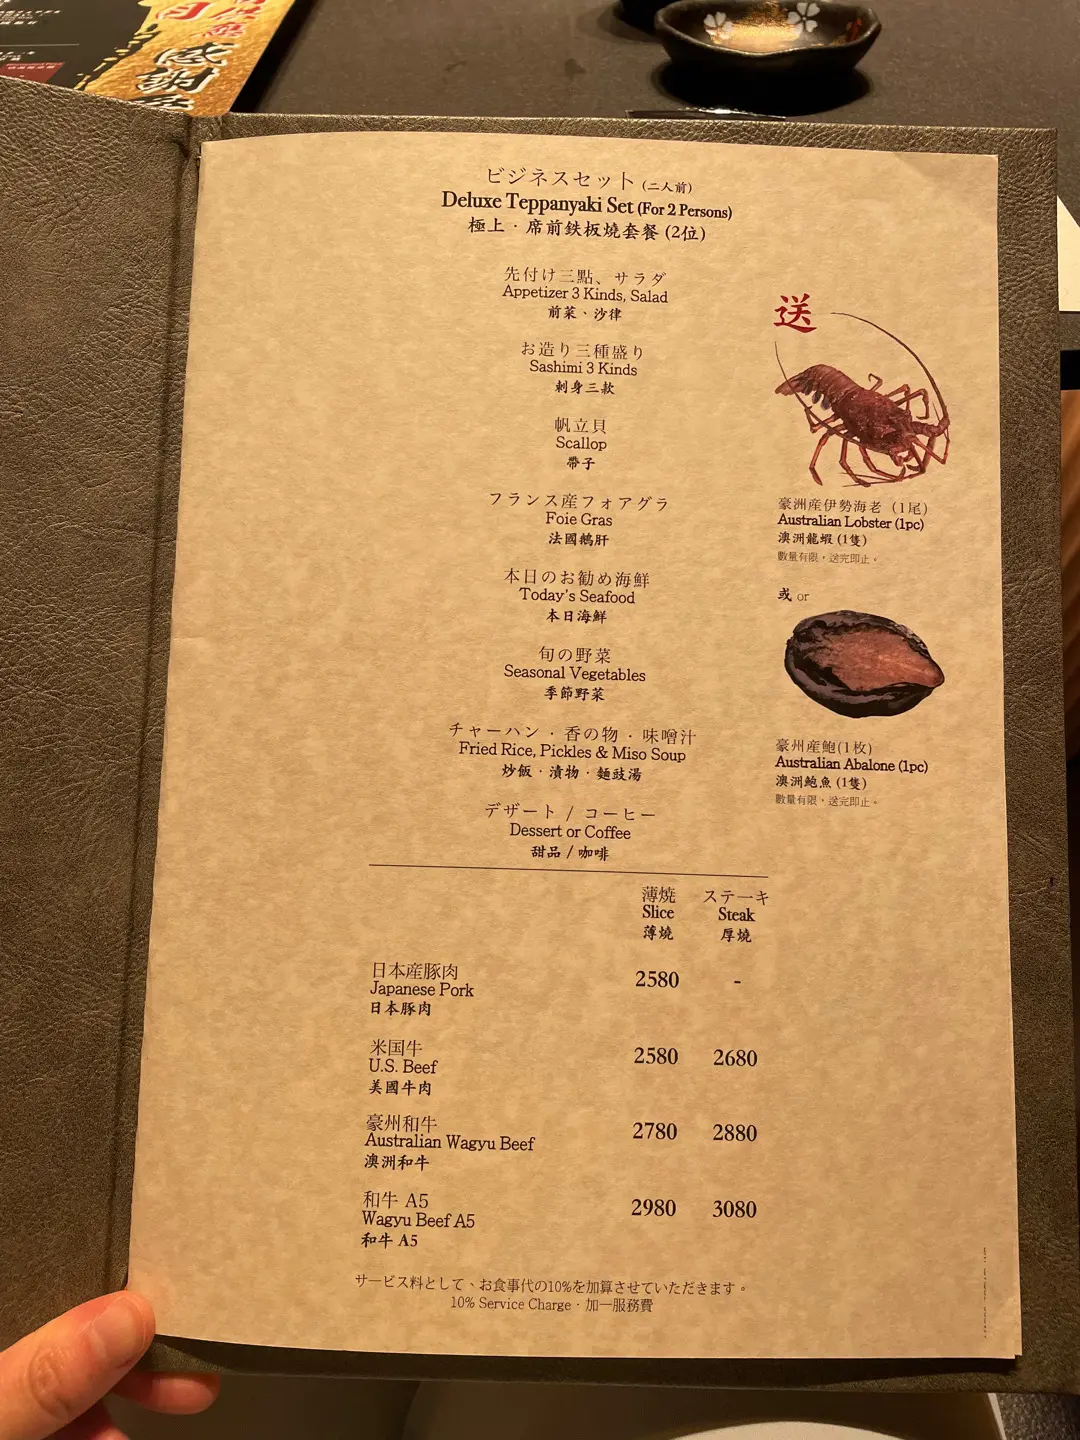 感謝
ビジネスセット (二人前)
Deluxe Teppanyaki Set (For 2 Persons)
極上 · 席前鉄板燒套餐 (2位)
先付け三點、サラダ
Appetizer 3 Kinds, Salad
前菜、沙律
お造り三種盛り
Sashimi 3 Kinds
刺身三款
帆立貝
Scallop
帶子
フランス産フォアグラ
Foie Gras
法國鵝肝
本日のお勧め海鮮
Today's Seafood
本日海鮮
旬の野菜
Seasonal Vegetables
季節野菜
チャーハン · 香の物 · 味噌汁
Fried Rice, Pickles & Miso Soup
炒飯 · 漬物 · 麵豉湯
デザート / コーヒー
Dessert or Coffee
甜品 / 咖啡
送
豪洲産伊勢海老 (1尾)
Australian Lobster (1pc)
澳洲龍蝦 (1隻)
數量有限，送完即止。
或 or
豪州産鮑(1枚)
Australian Abalone (1pc)
澳洲鮑魚 (1隻)
數量有限，送完即止。
薄焼 ステーキ
Slice Steak
薄燒 厚燒
日本産豚肉
Japanese Pork 2580 -
日本豚肉
米国牛
U.S. Beef 2580 2680
美國牛肉
豪州和牛
Australian Wagyu Beef 2780 2880
澳洲和牛
和牛 A5
Wagyu Beef A5 2980 3080
和牛 A5
サービス料として、お食事代の10%を加算させていただきます。
10% Service Charge · 加一服務費